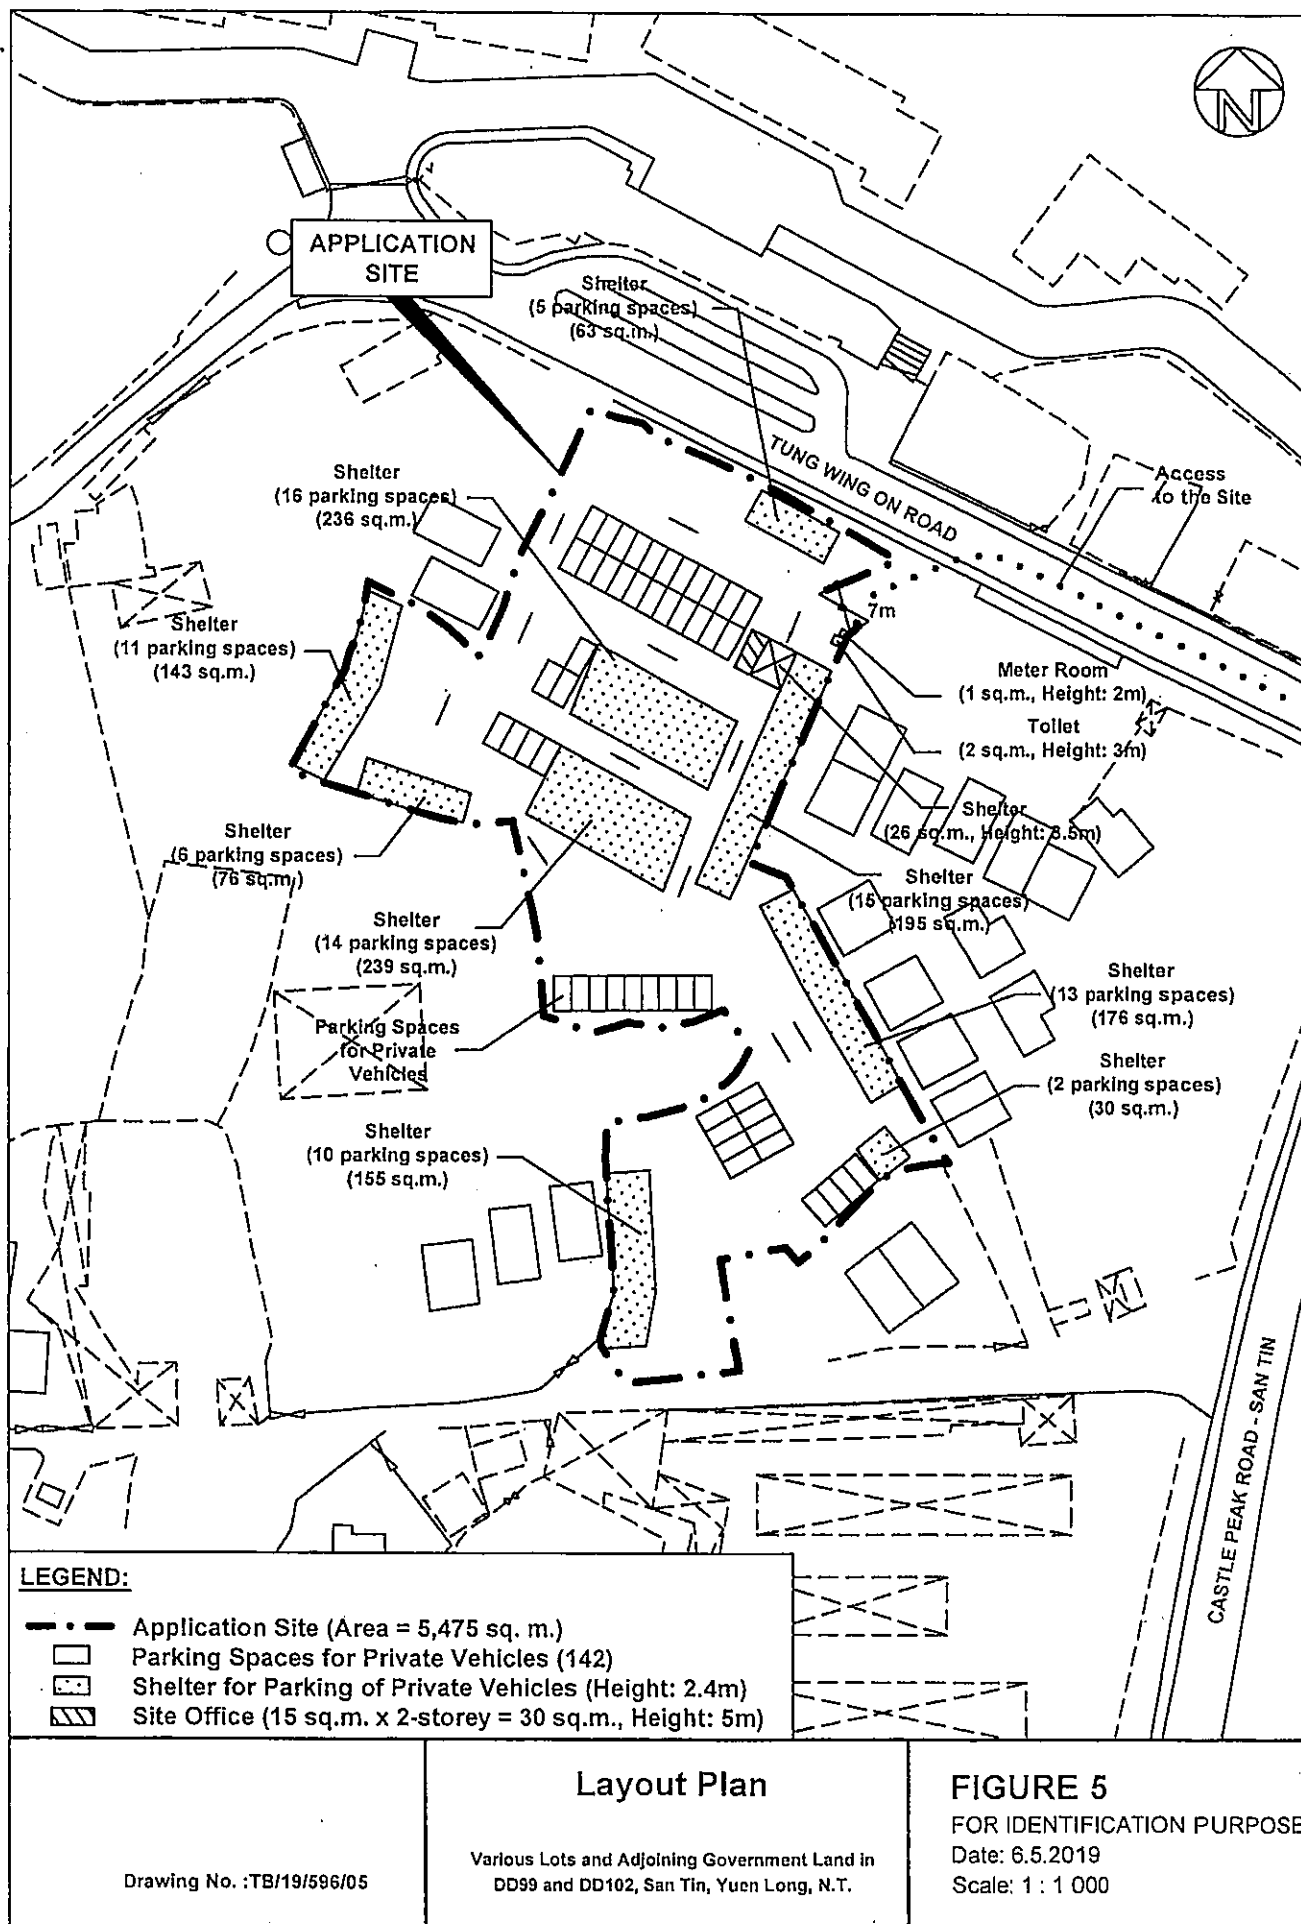 N
APPLICATION
SITE
Shelter
(5 parking spaces)
(63 sq.m.)
TUNG WING ON ROAD
Access
to the Site
Shelter
(16 parking spaces)
(236 sq.m.)
7m
Shelter
(11 parking spaces)
(143 sq.m.)
Meter Room
(1 sq.m., Height: 2m)
Toilet
(2 sq.m., Height: 3m)
Shelter
(26 sq.m., Height: 3.5m)
Shelter
(6 parking spaces)
(76 sq.m.)
Shelter
(15 parking spaces)
(195 sq.m.)
Shelter
(14 parking spaces)
(239 sq.m.)
Shelter
(13 parking spaces)
(176 sq.m.)
Parking Spaces
for Private
Vehicles
Shelter
(2 parking spaces)
(30 sq.m.)
Shelter
(10 parking spaces)
(155 sq.m.)
CASTLE PEAK ROAD - SAN TIN
LEGEND:
Application Site (Area = 5,475 sq. m.)
Parking Spaces for Private Vehicles (142)
Shelter for Parking of Private Vehicles (Height: 2.4m)
Site Office (15 sq.m. x 2-storey = 30 sq.m., Height: 5m)
Drawing No. :TB/19/596/05
Layout Plan
Various Lots and Adjoining Government Land in
DD99 and DD102, San Tin, Yuen Long, N.T.
FIGURE 5
FOR IDENTIFICATION PURPOSE
Date: 6.5.2019
Scale: 1 : 1 000